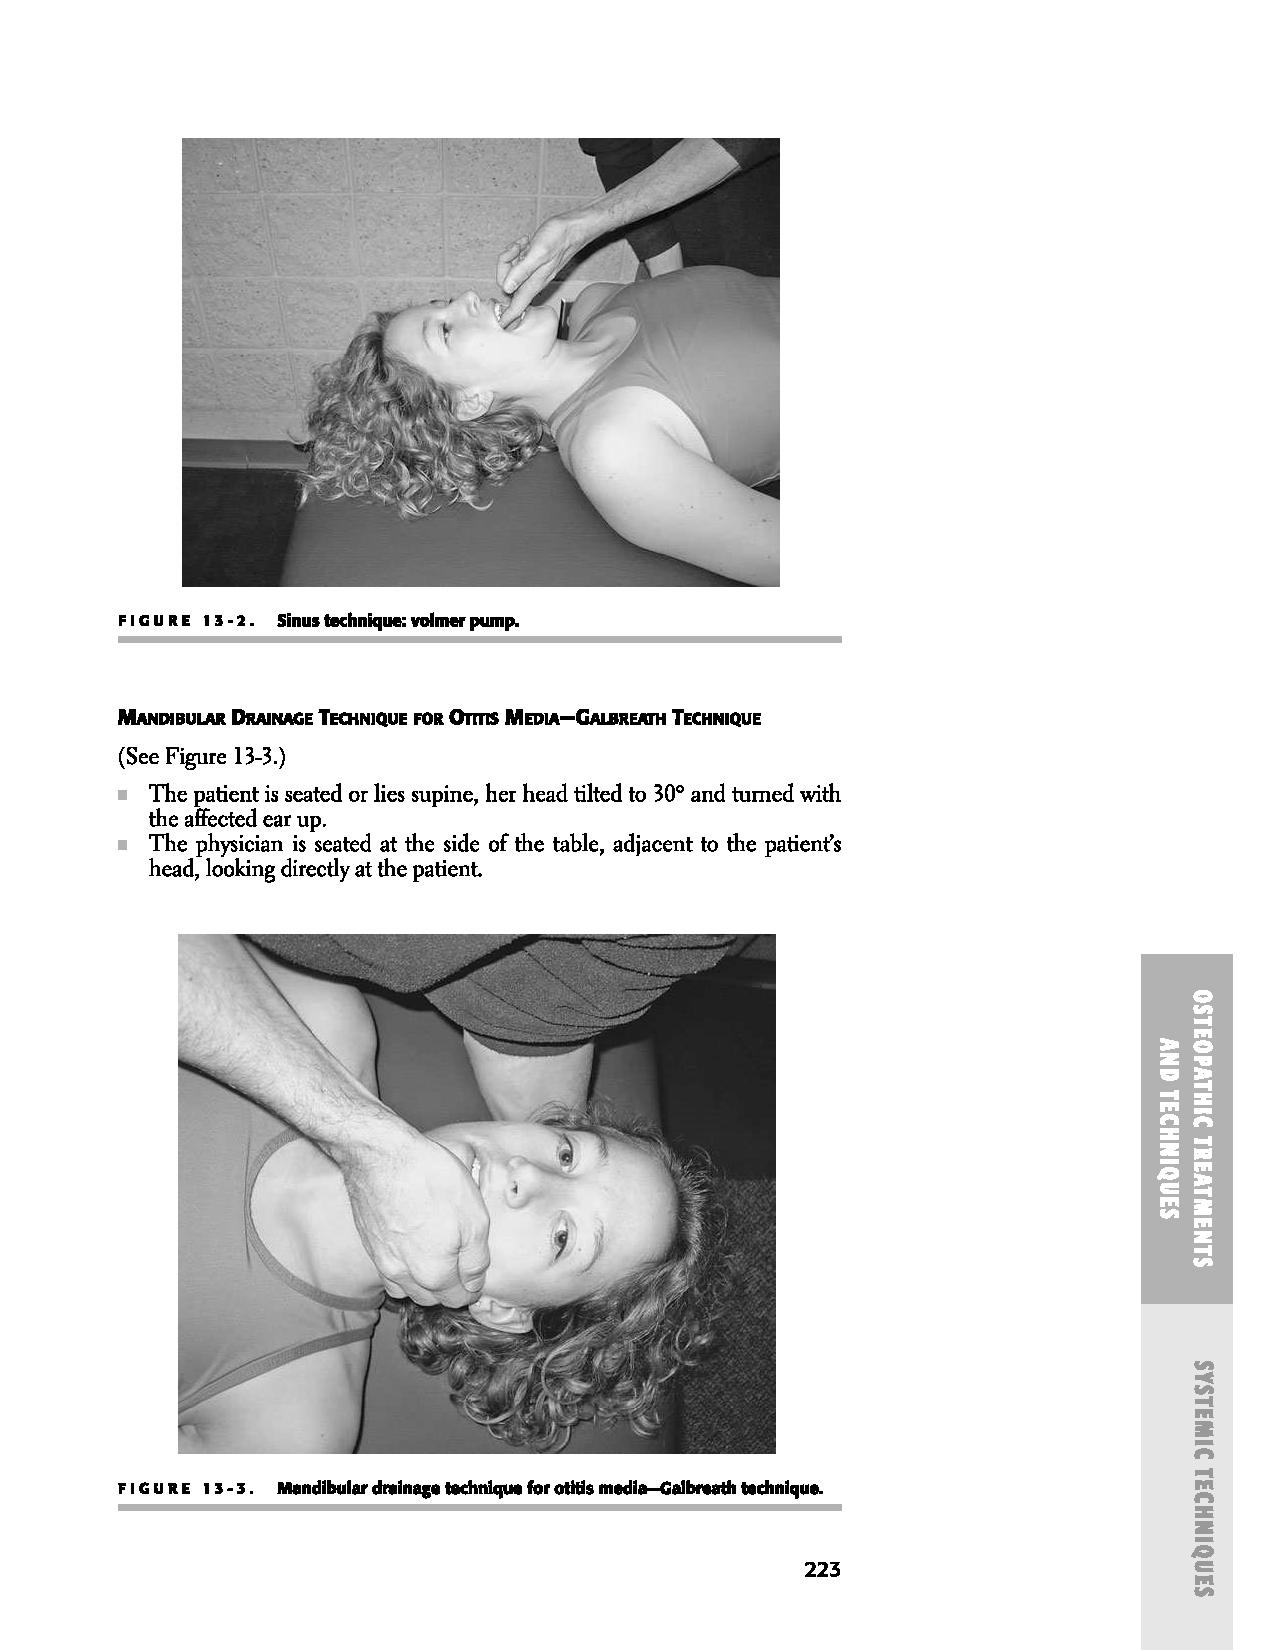 FIGURE 13-2. Sinus technique: volmer pump.
MANDIBULAR DRAINAGE TECHNIQUE FOR OTITIS MEDIA—GALBREATH TECHNIQUE
(See Figure 13-3.)
■ The patient is seated or lies supine, her head tilted to 30° and turned with
the affected ear up.
■ The physician is seated at the side of the table, adjacent to the patient's
head, looking directly at the patient.
FIGURE 13-3. Mandibular drainage technique for otitis media—Galbreath technique.
223
OSTEOPATHIC TREATMENTS
AND TECHNIQUES
SYSTEMIC TECHNIQUES